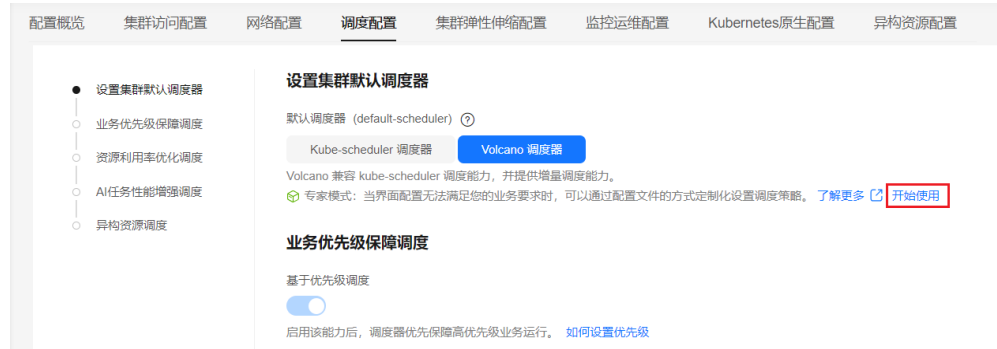 配置概览 集群访问配置 网络配置 调度配置 集群弹性伸缩配置 监控运维配置 Kubernetes原生配置 异构资源配置
设置集群默认调度器
业务优先级保障调度
资源利用率优化调度
AI任务性能增强调度
异构资源调度
设置集群默认调度器
默认调度器 (default-scheduler) ?
Kube-scheduler 调度器 Volcano 调度器
Volcano 兼容 kube-scheduler 调度能力，并提供增量调度能力。
专家模式：当界面配置无法满足您的业务要求时，可以通过配置文件的方式定制化设置调度策略。 了解更多 开始使用
业务优先级保障调度
基于优先级调度
启用该能力后，调度器优先保障高优先级业务运行。 如何设置优先级